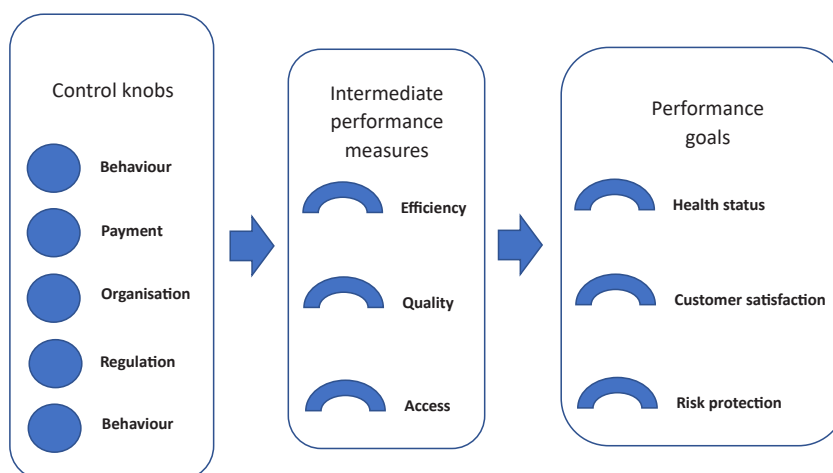 Control knobs
Behaviour
Payment
Organisation
Regulation
Behaviour
Intermediate
performance
measures
Efficiency
Quality
Access
Performance
goals
Health status
Customer satisfaction
Risk protection